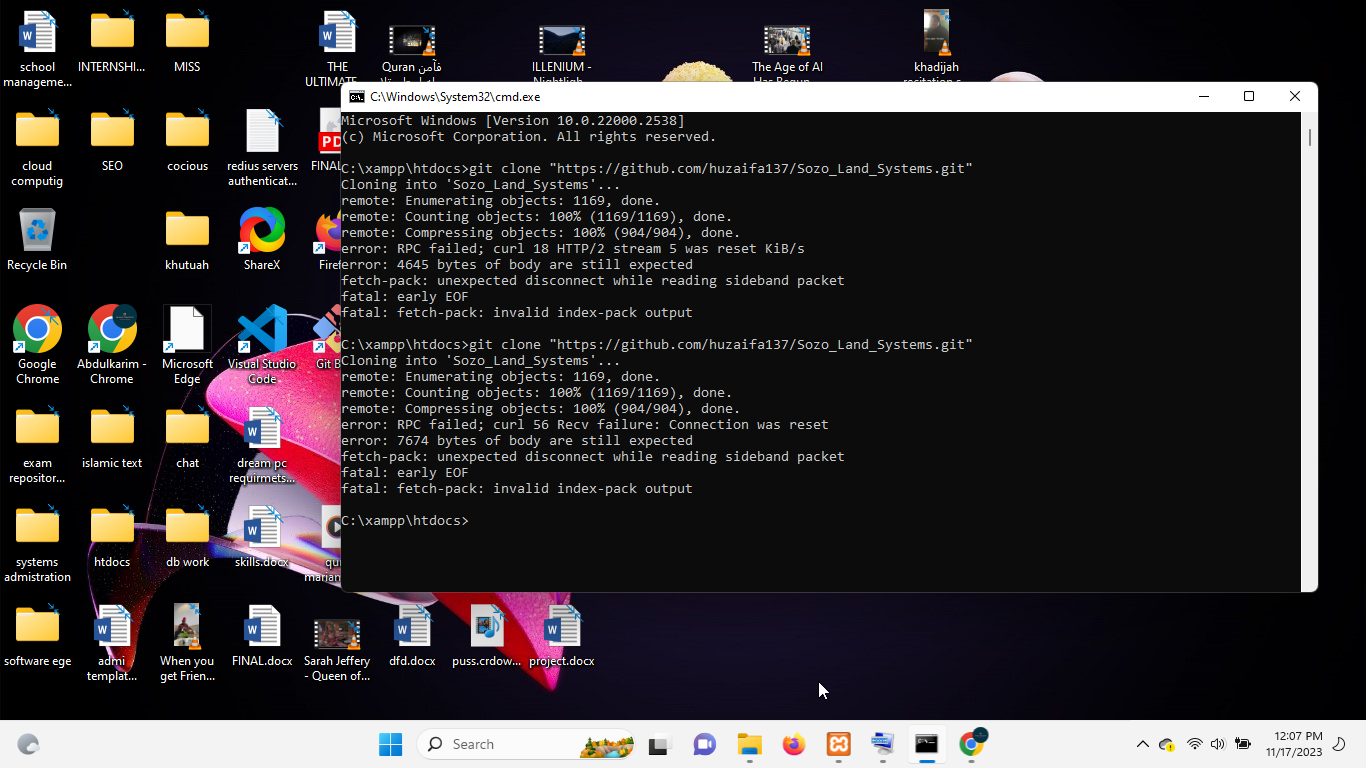 school
manageme...
INTERNSHI...
MISS
THE
ULTIMATE
Quran فآمن
ILLENIUM -
The Age of AI
khadijah
cloud
computig
SEO
cocious
redius servers
authenticat...
FINAL
Recycle Bin
khutuah
ShareX
Firef
Google
Chrome
Abdulkarim -
Chrome
Microsoft
Edge
Visual Studio
Code
Git B
exam
repositor...
islamic text
chat
dream pc
requirmets...
systems
admistration
htdocs
db work
skills.docx
qu
marian
software ege
admi
templat...
When you
get Frien...
FINAL.docx
Sarah Jeffery
- Queen of...
dfd.docx
puss.crdow...
project.docx
C:\Windows\System32\cmd.exe
Microsoft Windows [Version 10.0.22000.2538]
(c) Microsoft Corporation. All rights reserved.
C:\xampp\htdocs>git clone "https://github.com/huzaifa137/Sozo_Land_Systems.git"
Cloning into 'Sozo_Land_Systems'...
remote: Enumerating objects: 1169, done.
remote: Counting objects: 100% (1169/1169), done.
remote: Compressing objects: 100% (904/904), done.
error: RPC failed; curl 18 HTTP/2 stream 5 was reset KiB/s
error: 4645 bytes of body are still expected
fetch-pack: unexpected disconnect while reading sideband packet
fatal: early EOF
fatal: fetch-pack: invalid index-pack output
C:\xampp\htdocs>git clone "https://github.com/huzaifa137/Sozo_Land_Systems.git"
Cloning into 'Sozo_Land_Systems'...
remote: Enumerating objects: 1169, done.
remote: Counting objects: 100% (1169/1169), done.
remote: Compressing objects: 100% (904/904), done.
error: RPC failed; curl 56 Recv failure: Connection was reset
error: 7674 bytes of body are still expected
fetch-pack: unexpected disconnect while reading sideband packet
fatal: early EOF
fatal: fetch-pack: invalid index-pack output
C:\xampp\htdocs>
Search
12:07 PM
11/17/2023